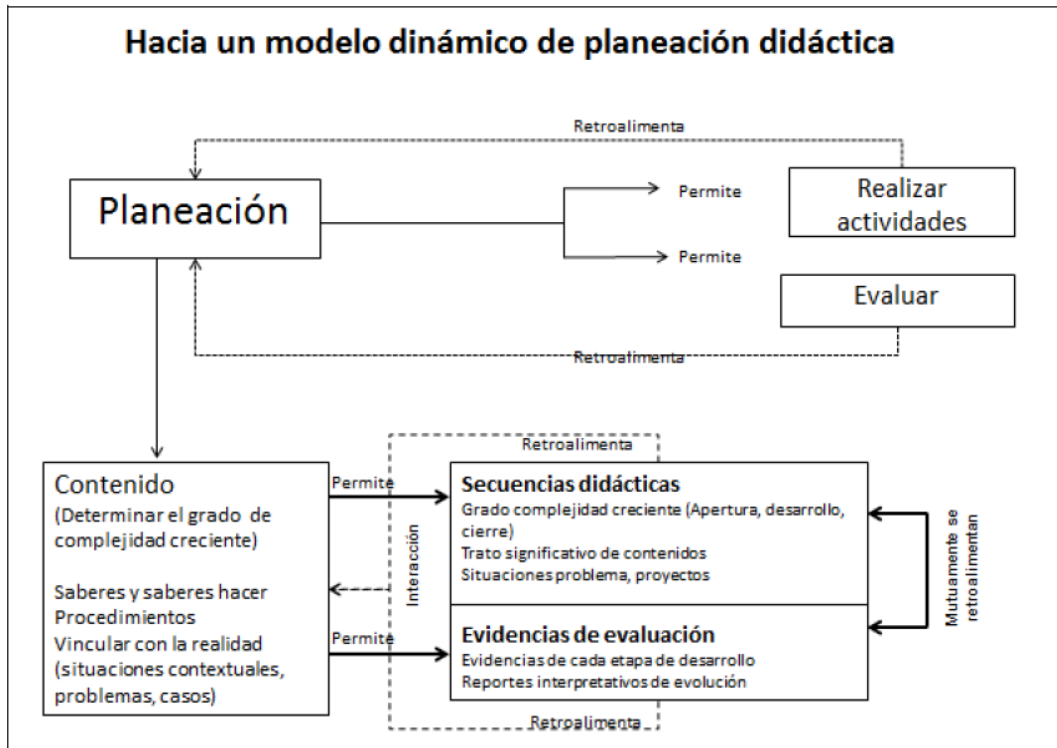 Hacia un modelo dinámico de planeación didáctica
Retroalimenta
Planeación
Permite
Realizar
actividades
Permite
Evaluar
Retroalimenta
Retroalimenta
Contenido
(Determinar el grado de
complejidad creciente)
Saberes y saberes hacer
Procedimientos
Vincular con la realidad
(situaciones contextuales,
problemas, casos)
Permite
Permite
Interacción
Secuencias didácticas
Grado complejidad creciente (Apertura, desarrollo,
cierre)
Trato significativo de contenidos
Situaciones problema, proyectos
Evidencias de evaluación
Evidencias de cada etapa de desarrollo
Reportes interpretativos de evolución
Mutuamente se
retroalimentan
Retroalimenta